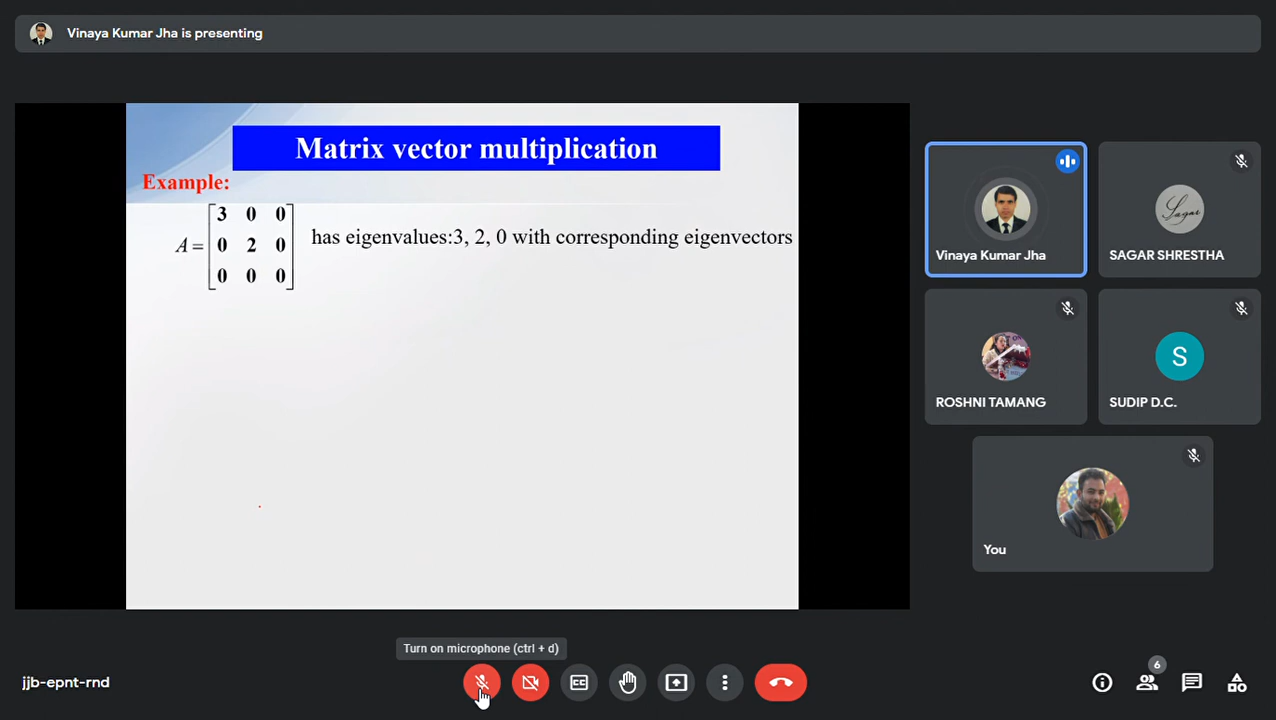 Vinaya Kumar Jha is presenting
Matrix vector multiplication
Example:
3 0 0
A = 0 2 0 has eigenvalues:3, 2, 0 with corresponding eigenvectors
0 0 0
Vinaya Kumar Jha
Sagar
SAGAR SHRESTHA
ROSHNI TAMANG
S
SUDIP D.C.
You
Turn on microphone (ctrl + d)
jjb-epnt-rnd
CC
6